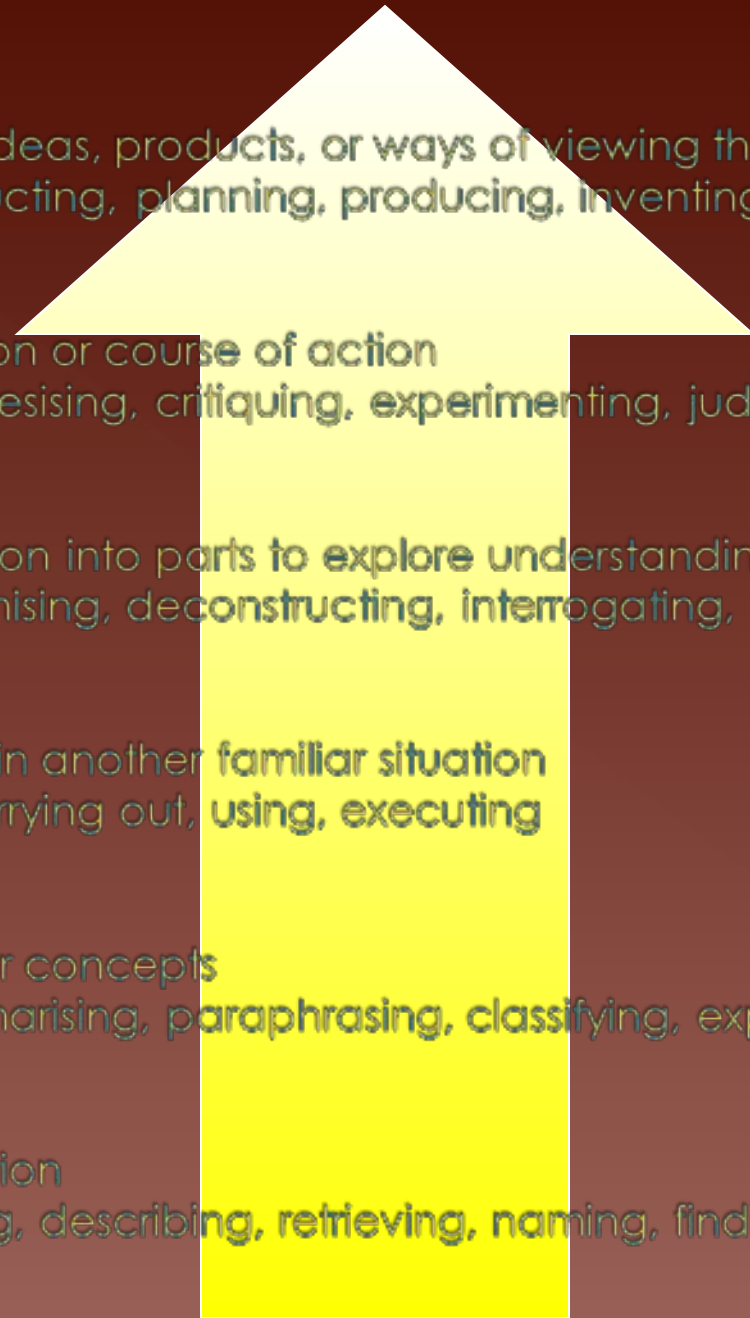 deas, products, or ways of viewing th
ucting, planning, producing, inventing
on or course of action
esising, critiquing, experimenting, jud
on into parts to explore understandin
nising, deconstructing, interrogating,
in another familiar situation
rrying out, using, executing
r concepts
narising, paraphrasing, classifying, exp
ion
g, describing, retrieving, naming, find